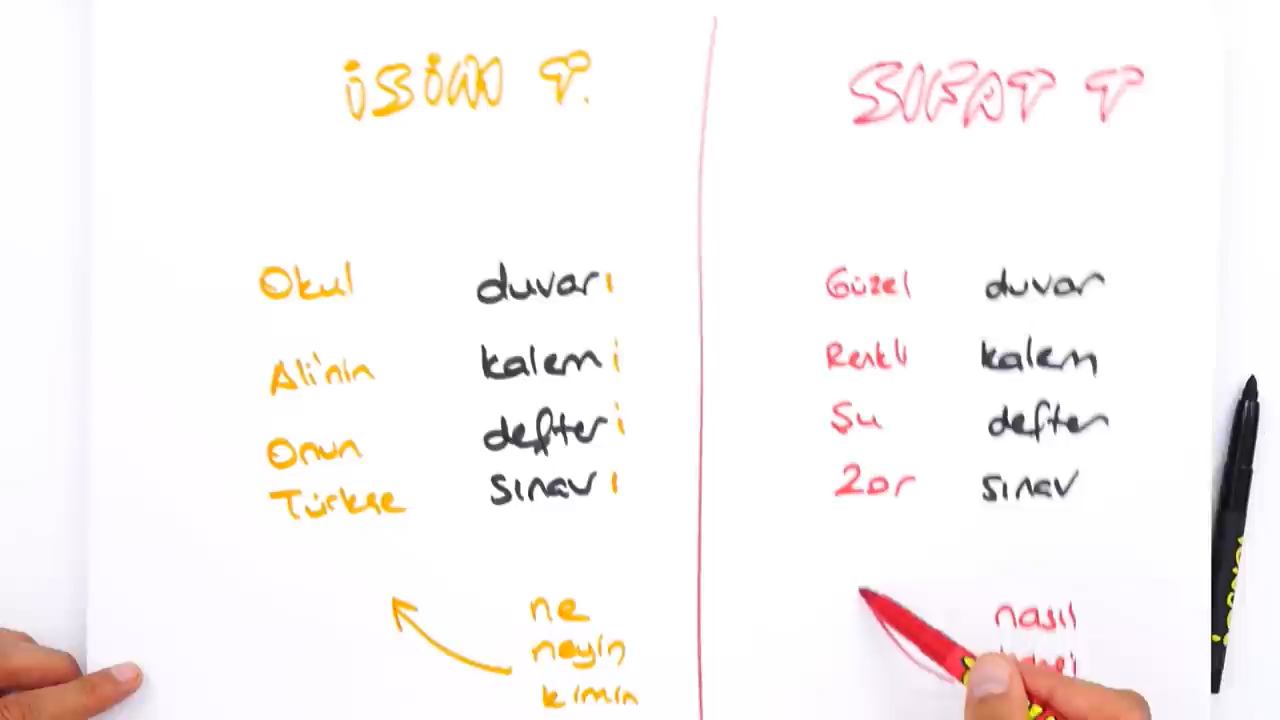 İSİM T.
Okul duvarı
Ali'nin kalemi
Onun defteri
Türkçe sınavı
ne
neyin
kimin
SIFAT T
Güzel duvar
Renkli kalem
Şu defter
Zor sınav
nasıl